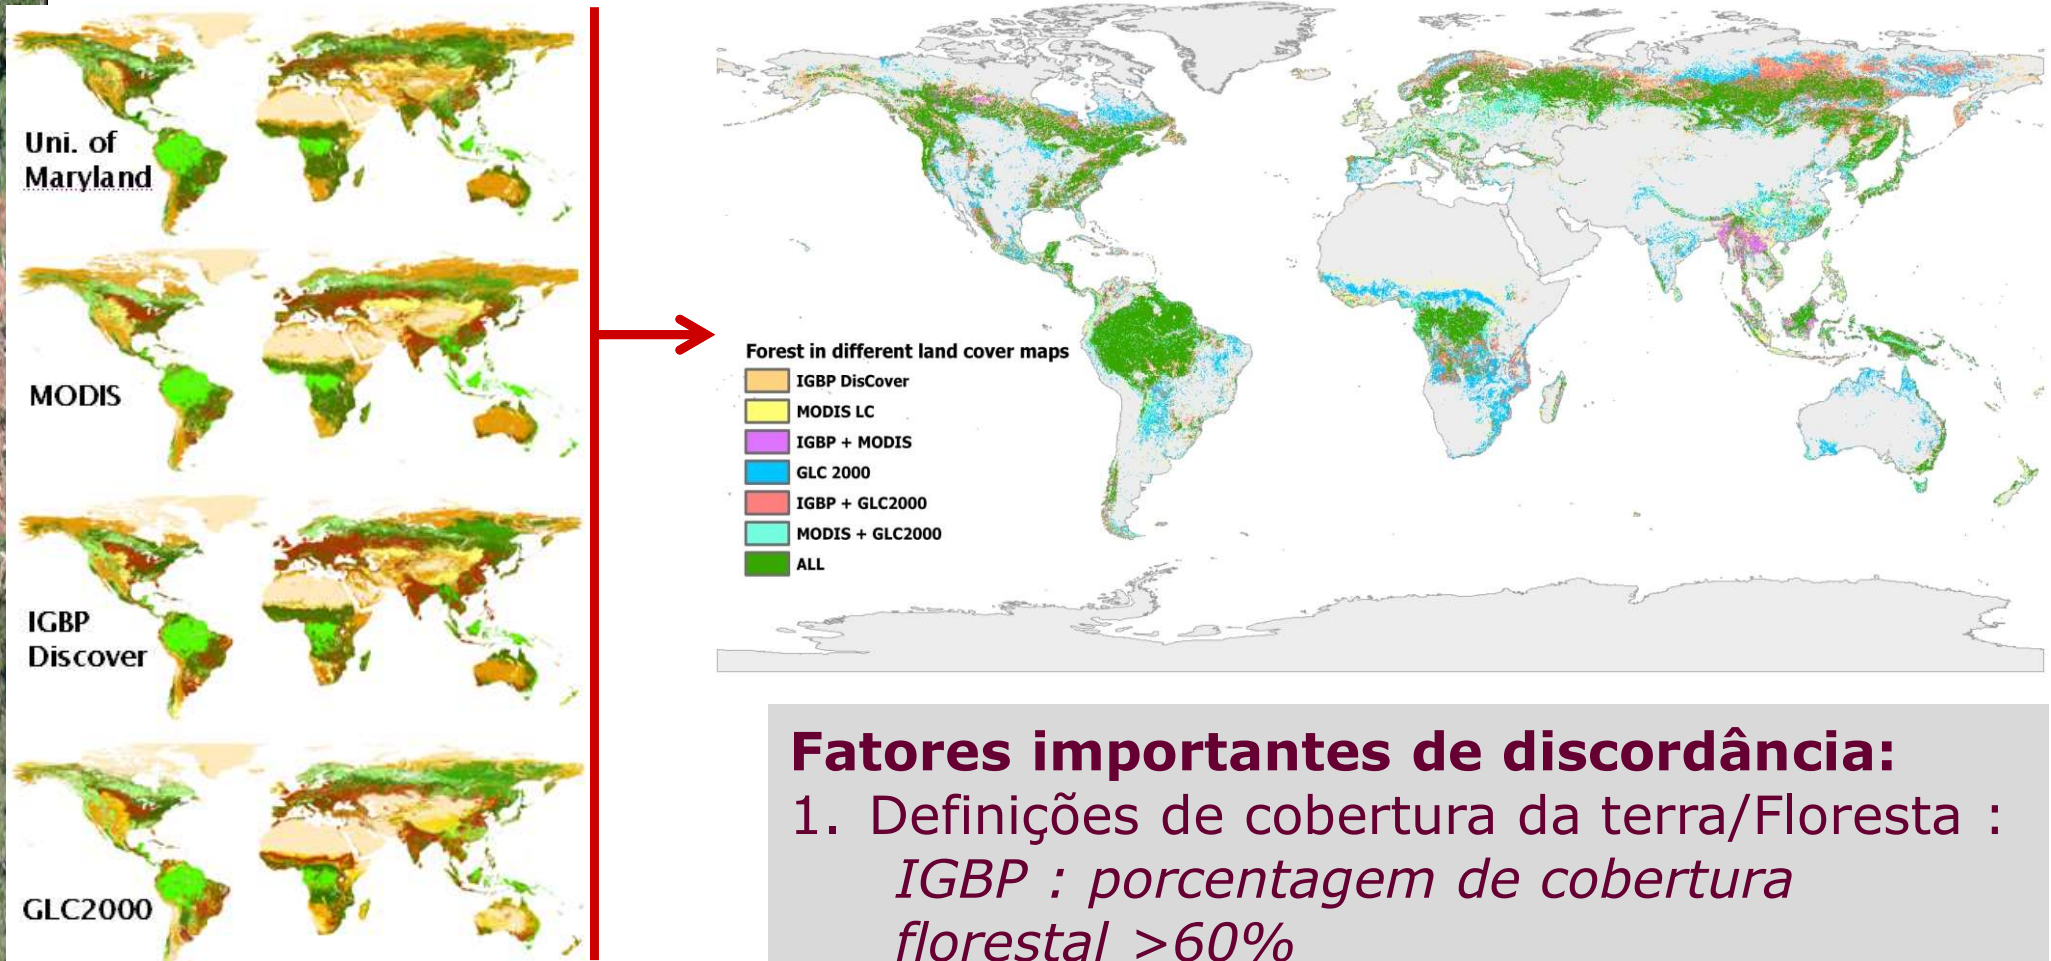 Uni. of
Maryland
MODIS
IGBP
Discover
GLC2000
Forest in different land cover maps
IGBP DisCover
MODIS LC
IGBP + MODIS
GLC 2000
IGBP + GLC2000
MODIS + GLC2000
ALL
Fatores importantes de discordância:
1. Definições de cobertura da terra/Floresta :
IGBP : porcentagem de cobertura
florestal >60%